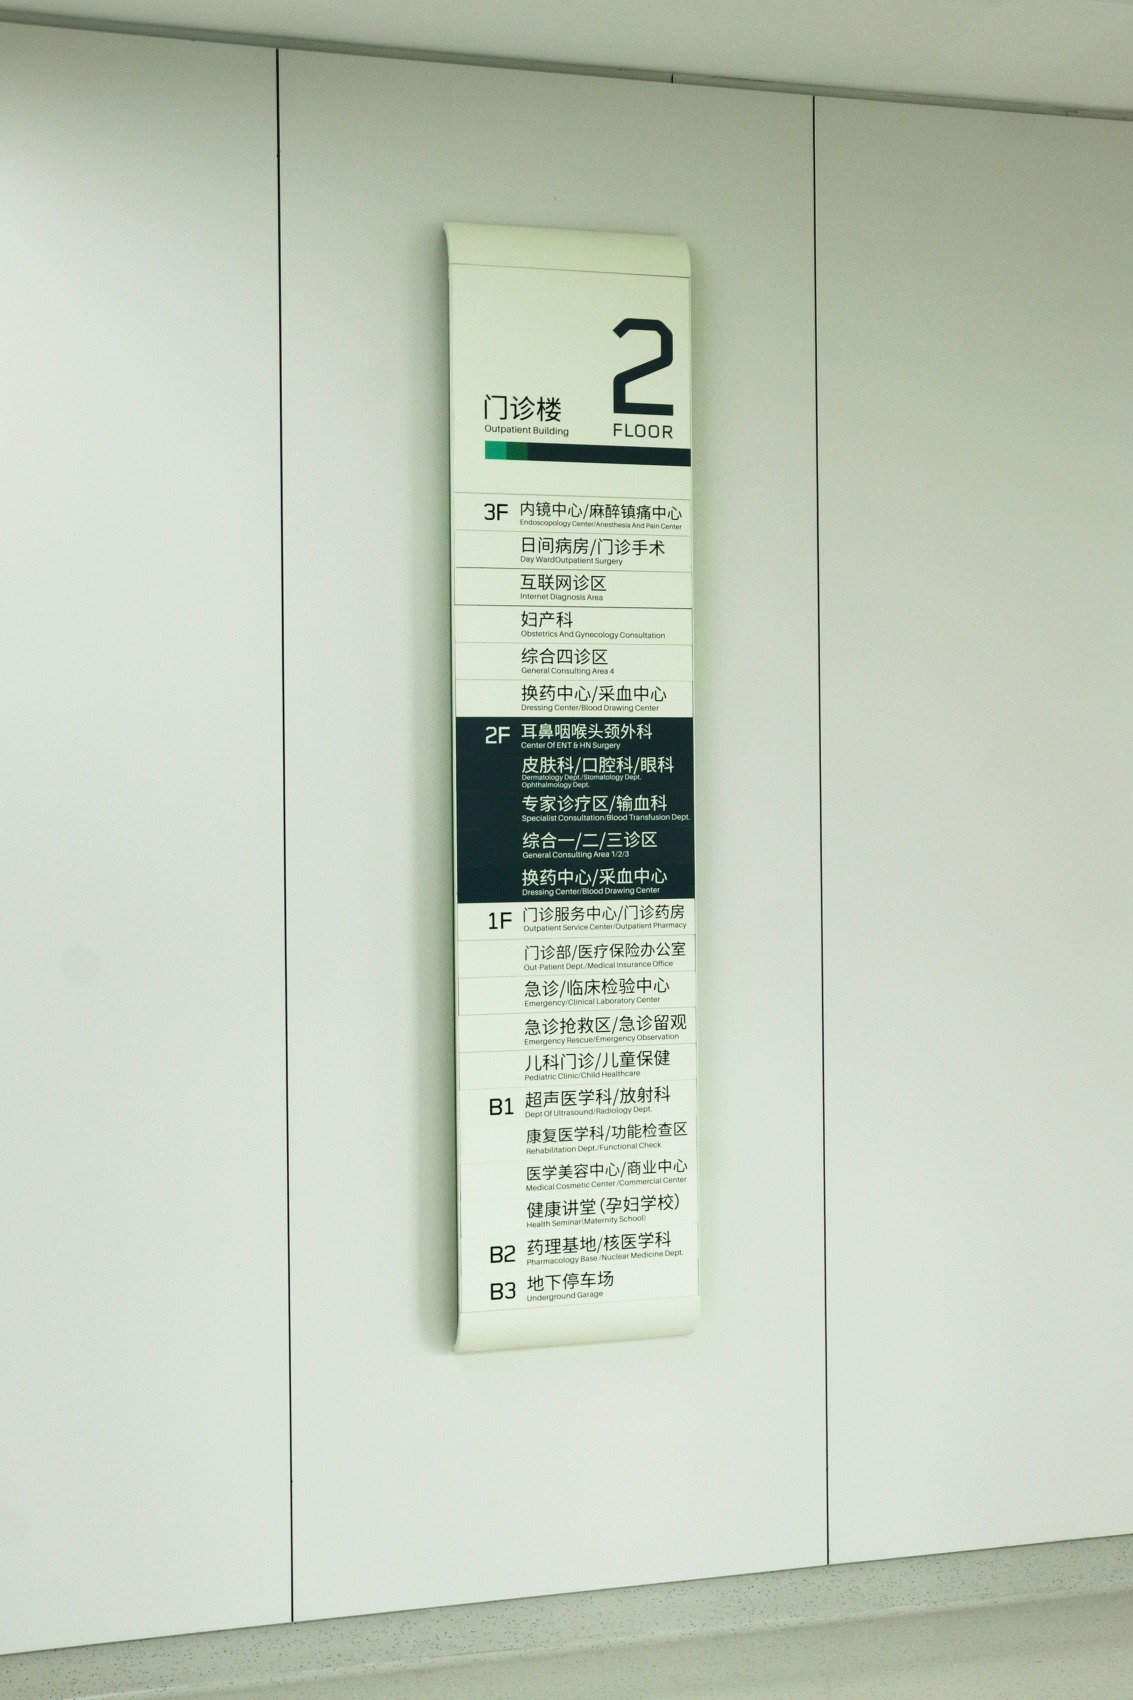 2
门诊楼
Outpatient Building
FLOOR
3F 内镜中心/麻醉镇痛中心
Endoscopology Center/Anesthesia And Pain Center
日间病房/门诊手术
Day WardOutpatient Surgery
互联网诊区
Internet Diagnosis Area
妇产科
Obstetrics And Gynecology Consultation
综合四诊区
General Consulting Area 4
换药中心/采血中心
Dressing Center/Blood Drawing Center
2F 耳鼻咽喉头颈外科
Center Of ENT & HN Surgery
皮肤科/口腔科/眼科
Dermatology Dept./Stomatology Dept.
Ophthalmology Dept.
专家诊疗区/输血科
Specialist Consultation/Blood Transfusion Dept.
综合一/二/三诊区
General Consulting Area 1/2/3
换药中心/采血中心
Dressing Center/Blood Drawing Center
1F 门诊服务中心/门诊药房
Outpatient Service Center/Outpatient Pharmacy
门诊部/医疗保险办公室
Out-Patient Dept./Medical Insurance Office
急诊/临床检验中心
Emergency/Clinical Laboratory Center
急诊抢救区/急诊留观
Emergency Rescue/Emergency Observation
儿科门诊/儿童保健
Pediatric Clinic/Child Healthcare
B1 超声医学科/放射科
Dept Of Ultrasound/Radiology Dept.
康复医学科/功能检查区
Rehabilitation Dept./Functional Check
医学美容中心/商业中心
Medical Cosmetic Center /Commercial Center
健康讲堂(孕妇学校)
Health Seminar(Maternity School)
B2 药理基地/核医学科
Pharmacology Base /Nuclear Medicine Dept.
B3 地下停车场
Underground Garage